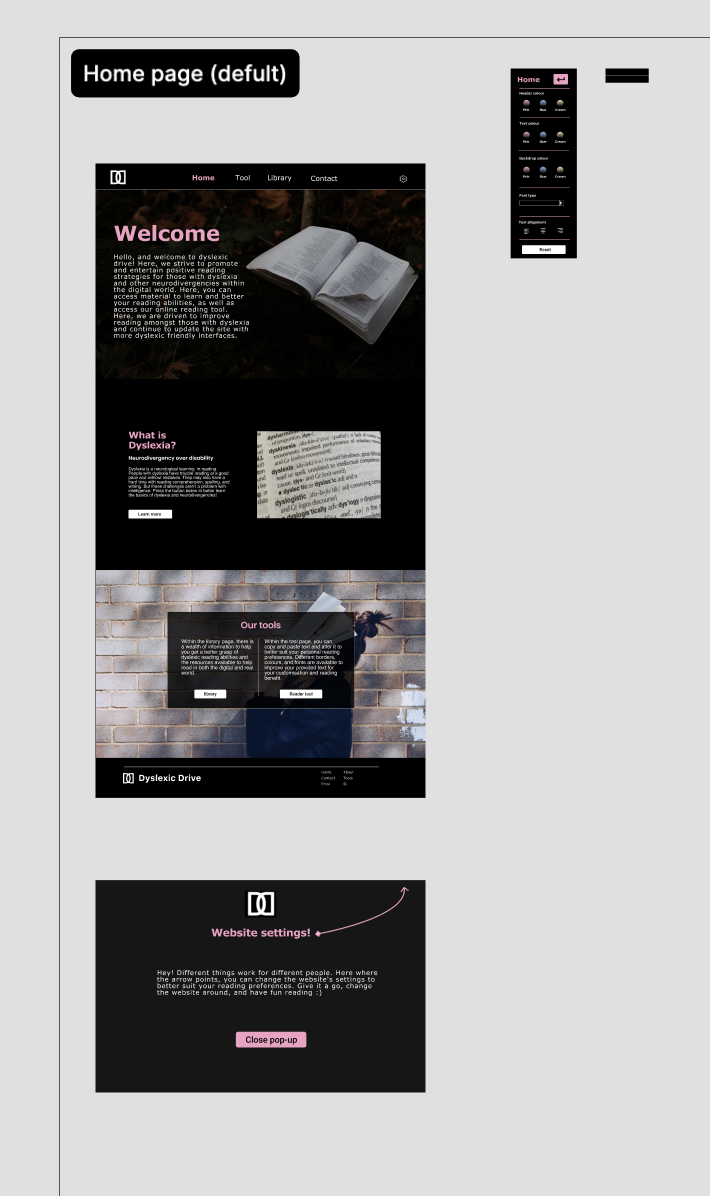 Home page (defult)
Home
Header colour
Pink Blue Cream
Text colour
Pink Blue Cream
Backdrop colour
Pink Blue Cream
Font type
Text alignment
Reset
Home Tool Library Contact
Welcome
Hello, and welcome to dyslexic
drive! Here, we strive to promote
and entertain positive reading
strategies for those with dyslexia
and other neurodivergencies within
the digital world. Here, you can
access material to learn and better
your reading abilities, as well as
access our online reading tool.
Here, we are driven to improve
reading amongst those with dyslexia
and continue to update the site with
more dyslexic friendly interfaces.
What is
Dyslexia?
Neurodivergency over disability
Dyslexia is a neurological learning in reading.
People with dyslexia have trouble reading at a good
pace and without mistakes. They may also have a
hard time with reading comprehension, spelling, and
writing. But these challenges aren't a problem with
intelligence. Press the button below to better learn
the basics of dyslexia and neurodivergencies!
Learn more
dyskinesia
dyslexia
dyslectic or dyslexic adj and n
dyslogistic
dyslogistically adv
Our tools
Within the library page, there is
a wealth of information to help
you get a better grasp of
dyslexic reading abilities and
the resources available to help
read in both the digital and real
world.
library
Within the tool page, you can
copy and paste text and alter it to
better suit your personal reading
preferences. Different borders,
colours, and fonts are available to
improve your provided text for
your customisation and reading
benefit.
Reader tool
Dyslexic Drive
Home About
Contact Tools
Error
Website settings!
Hey! Different things work for different people. Here where
the arrow points, you can change the website's settings to
better suit your reading preferences. Give it a go, change
the website around, and have fun reading :)
Close pop-up